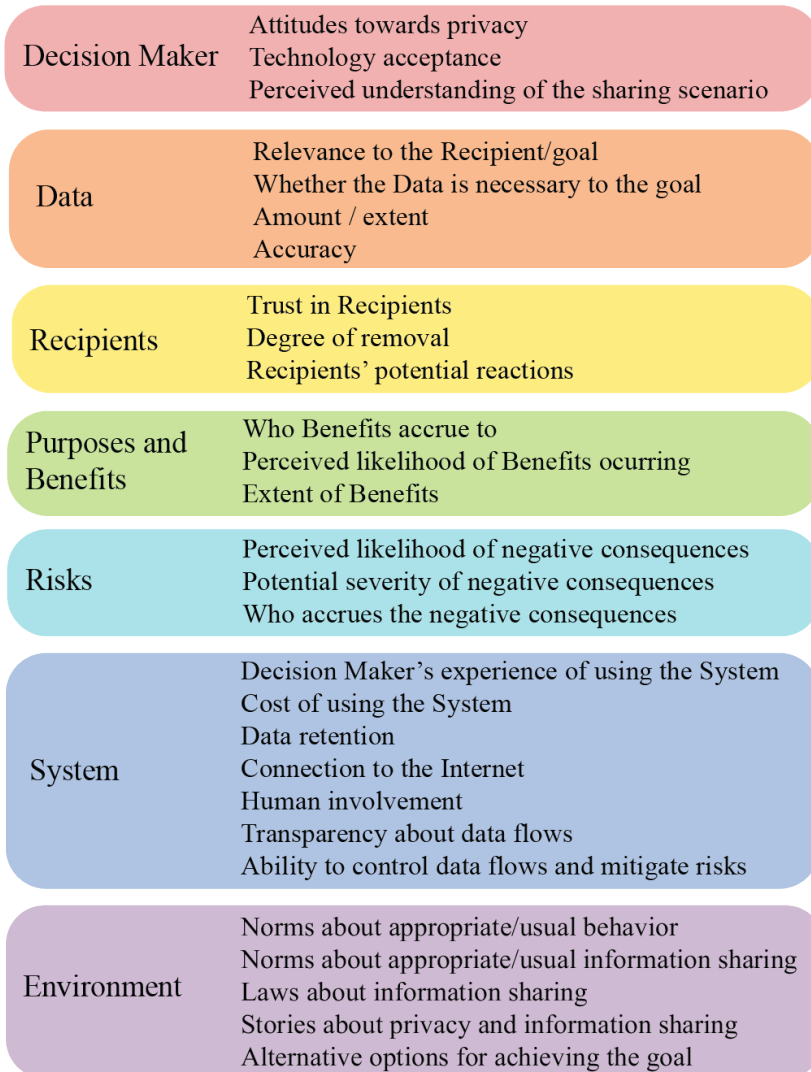 Decision Maker
Attitudes towards privacy
Technology acceptance
Perceived understanding of the sharing scenario
Data
Relevance to the Recipient/goal
Whether the Data is necessary to the goal
Amount / extent
Accuracy
Recipients
Trust in Recipients
Degree of removal
Recipients’ potential reactions
Purposes and
Benefits
Who Benefits accrue to
Perceived likelihood of Benefits ocurring
Extent of Benefits
Risks
Perceived likelihood of negative consequences
Potential severity of negative consequences
Who accrues the negative consequences
System
Decision Maker’s experience of using the System
Cost of using the System
Data retention
Connection to the Internet
Human involvement
Transparency about data flows
Ability to control data flows and mitigate risks
Environment
Norms about appropriate/usual behavior
Norms about appropriate/usual information sharing
Laws about information sharing
Stories about privacy and information sharing
Alternative options for achieving the goal